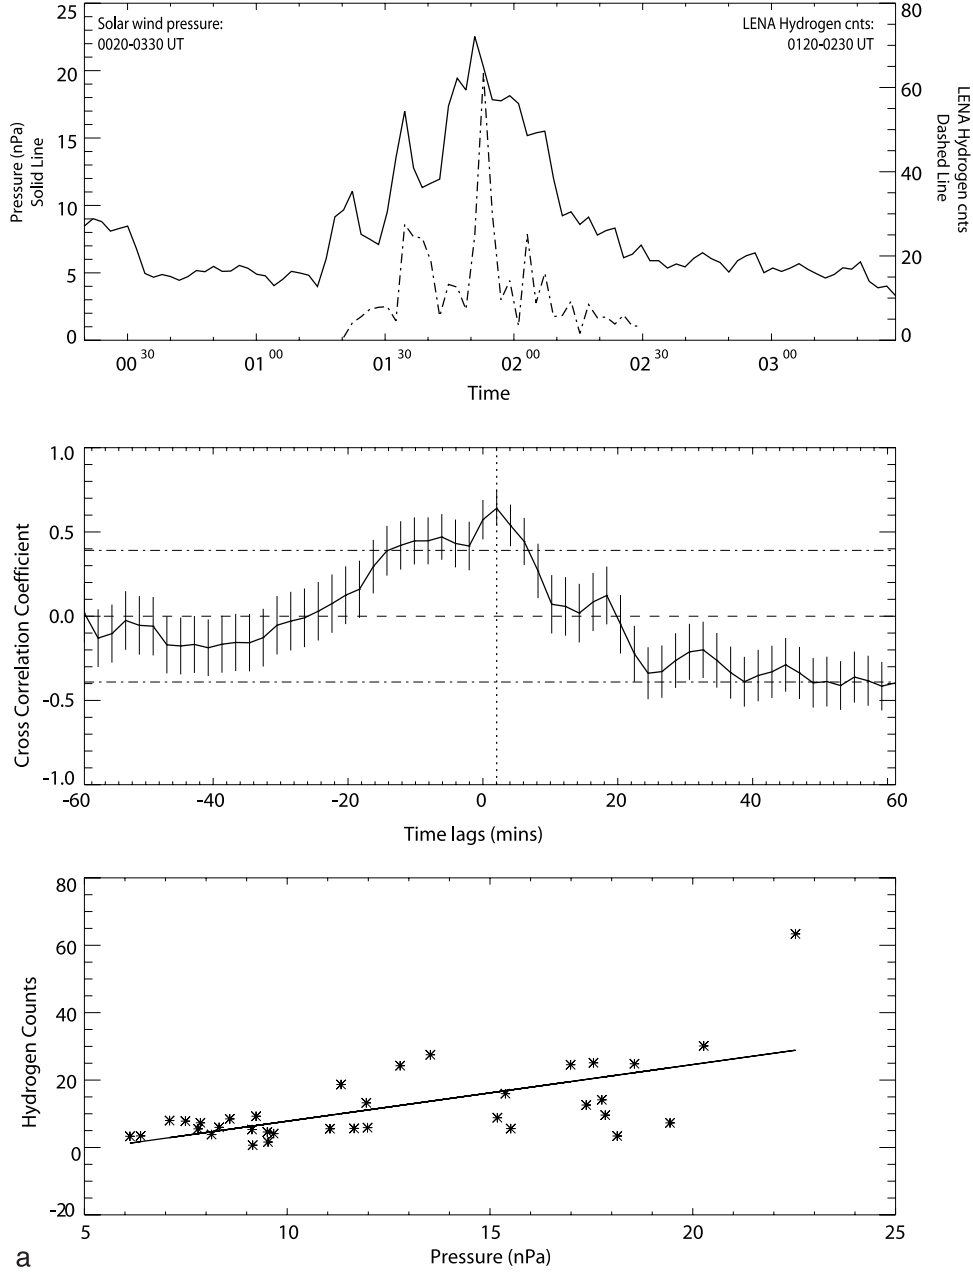 Solar wind pressure:
0020-0330 UT
LENA Hydrogen cnts:
0120-0230 UT
25
20
15
10
5
0
80
60
40
20
0
Pressure (nPa)
Solid Line
LENA Hydrogen cnts
Dashed Line
00 30
01 00
01 30
02 00
02 30
03 00
Time
1.0
0.5
0.0
-0.5
-1.0
Cross Correlation Coefficient
-60
-40
-20
0
20
40
60
Time lags (mins)
80
60
40
20
0
-20
Hydrogen Counts
5
10
15
20
25
Pressure (nPa)
a